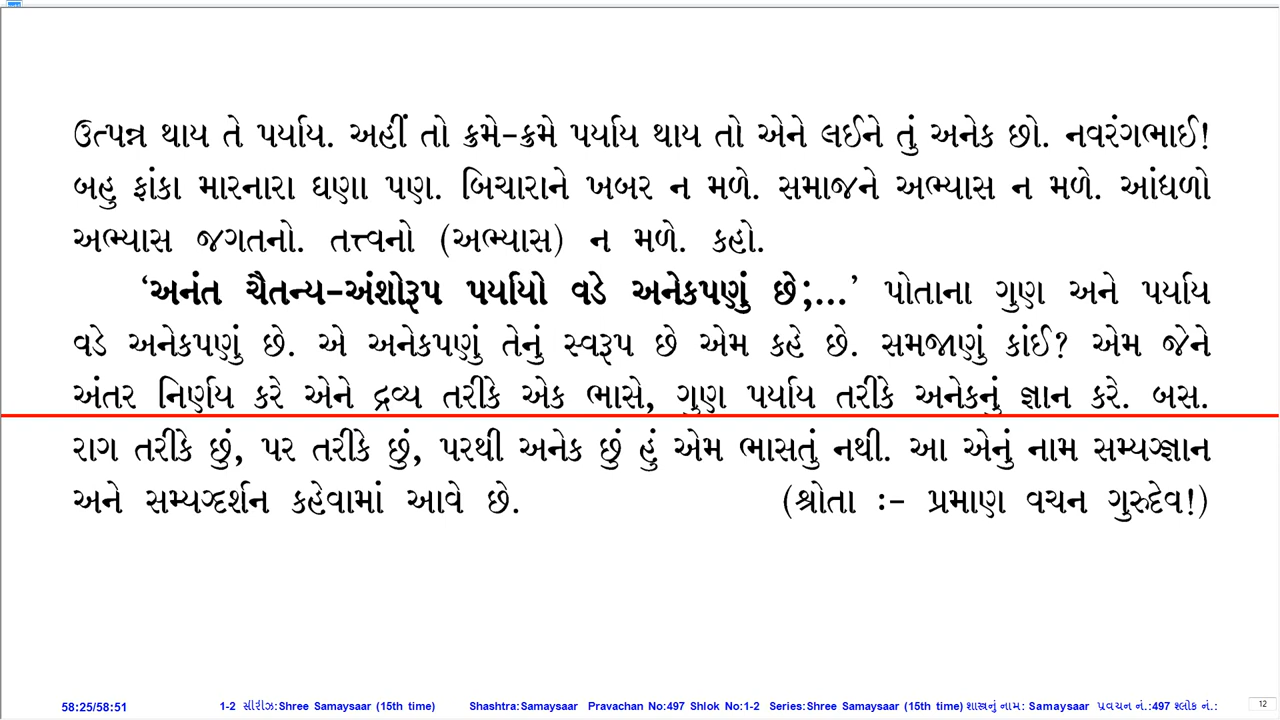 ઉત્પન્ન થાય તે પર્યાય. અહીં તો ક્રમે-ક્રમે પર્યાય થાય તો એને લઈને તું અનેક છો. નવરંગભાઈ!
બહુ ફાંકા મારનારા ઘણા પણ. બિચારાને ખબર ન મળે. સમાજને અભ્યાસ ન મળે. આંધળો
અભ્યાસ જગતનો. તત્ત્વનો (અભ્યાસ) ન મળે. કહો.
‘અનંત ચૈતન્ય-અંશોરૂપ પર્યાયો વડે અનેકપણું છે;...’ પોતાના ગુણ અને પર્યાય
વડે અનેકપણું છે. એ અનેકપણું તેનું સ્વરૂપ છે એમ કહે છે. સમજાણું કાંઈ? એમ જેને
અંતર નિર્ણય કરે એને દ્રવ્ય તરીકે એક ભાસે, ગુણ પર્યાય તરીકે અનેકનું જ્ઞાન કરે. બસ.
રાગ તરીકે છું, પર તરીકે છું, પરથી અનેક છું હું એમ ભાસતું નથી. આ એનું નામ સમ્યગ્જ્ઞાન
અને સમ્યગ્દર્શન કહેવામાં આવે છે. (શ્રોતા :- પ્રમાણ વચન ગુરુદેવ!)
58:25/58:51 1-2 સીરીઝ:Shree Samaysaar (15th time) Shashtra:Samaysaar Pravachan No:497 Shlok No:1-2 Series:Shree Samaysaar (15th time) શાસ્ત્રનું નામ: Samaysaar પ્રવચન નં.:497 શ્લોક નં.: 12